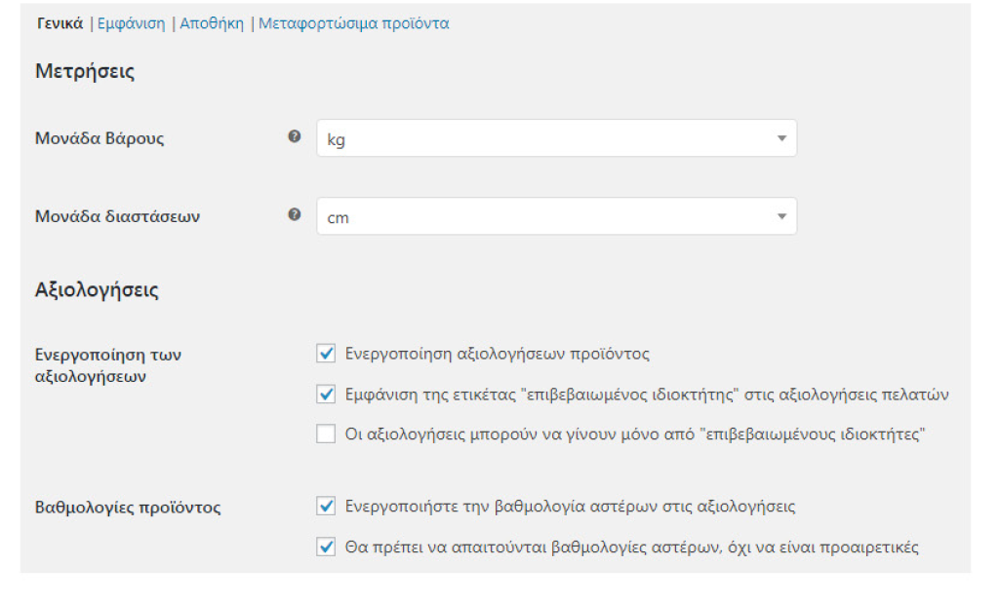 Γενικά | Εμφάνιση | Αποθήκη | Μεταφορτώσιμα προϊόντα
Μετρήσεις
Μονάδα Βάρους
kg
Μονάδα διαστάσεων
cm
Αξιολογήσεις
Ενεργοποίηση των
αξιολογήσεων
Ενεργοποίηση αξιολογήσεων προϊόντος
Εμφάνιση της ετικέτας "επιβεβαιωμένος ιδιοκτήτης" στις αξιολογήσεις πελατών
Οι αξιολογήσεις μπορούν να γίνουν μόνο από "επιβεβαιωμένους ιδιοκτήτες"
Βαθμολογίες προϊόντος
Ενεργοποιήστε την βαθμολογία αστέρων στις αξιολογήσεις
Θα πρέπει να απαιτούνται βαθμολογίες αστέρων, όχι να είναι προαιρετικές